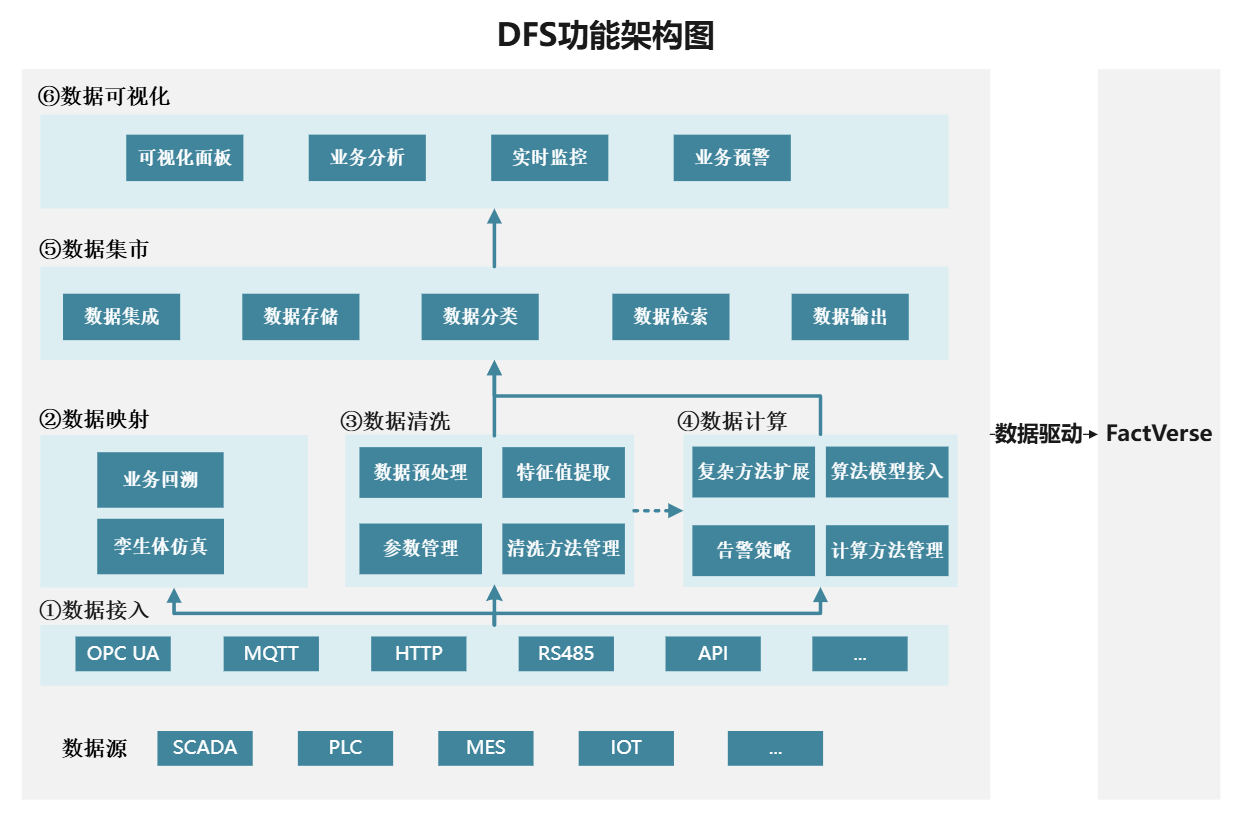 DFS功能架构图
⑥数据可视化
可视化面板
业务分析
实时监控
业务预警
⑤数据集市
数据集成
数据存储
数据分类
数据检索
数据输出
②数据映射
业务回溯
孪生体仿真
③数据清洗
数据预处理
特征值提取
参数管理
清洗方法管理
④数据计算
复杂方法扩展
算法模型接入
告警策略
计算方法管理
①数据接入
OPC UA
MQTT
HTTP
RS485
API
...
数据源
SCADA
PLC
MES
IOT
...
数据驱动
FactVerse